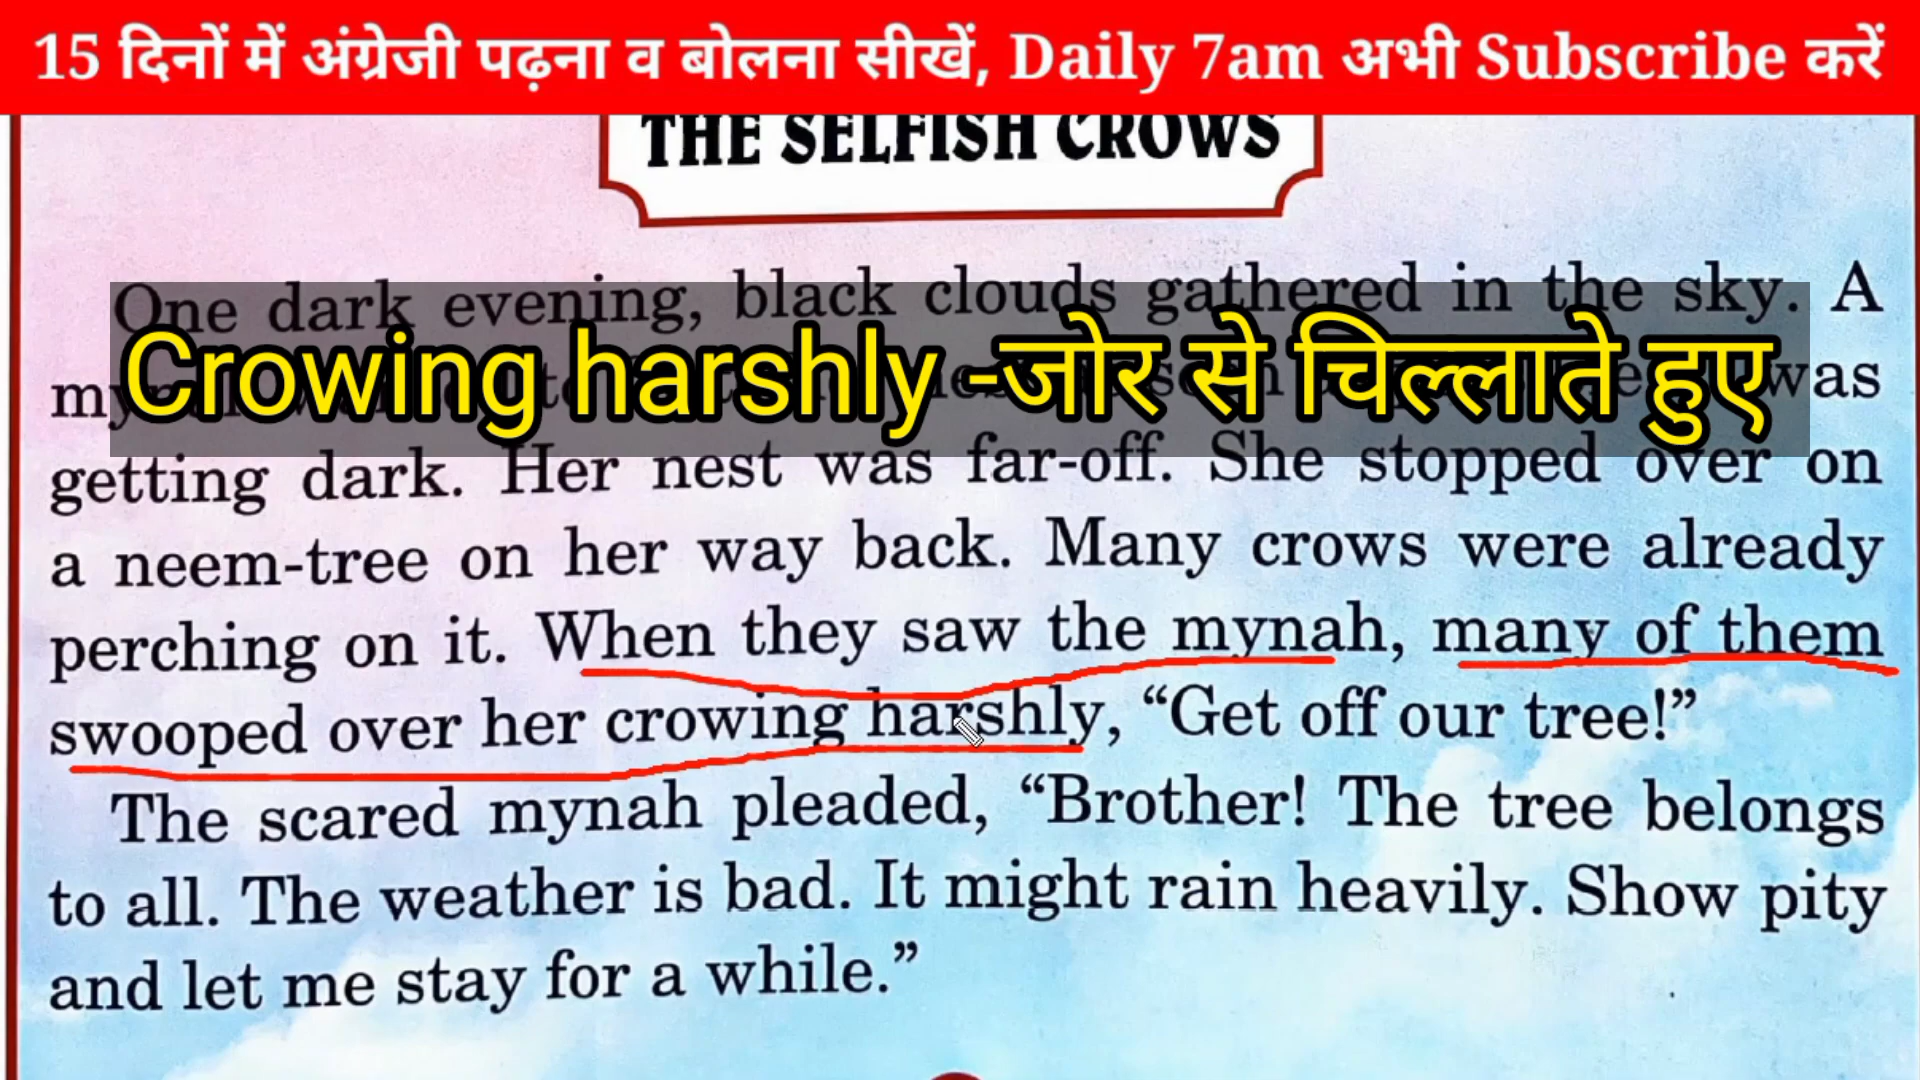 15 दिनों में अंग्रेजी पढ़ना व बोलना सीखें, Daily 7am अभी Subscribe करें
THE SELFISH CROWS
One dark evening, black clouds gathered in the sky. A
Crowing harshly -जोर से चिल्लाते हुए
was
getting dark. Her nest was far-off. She stopped over on
a neem-tree on her way back. Many crows were already
perching on it. When they saw the mynah, many of them
swooped over her crowing harshly, “Get off our tree!”
The scared mynah pleaded, “Brother! The tree belongs
to all. The weather is bad. It might rain heavily. Show pity
and let me stay for a while.”